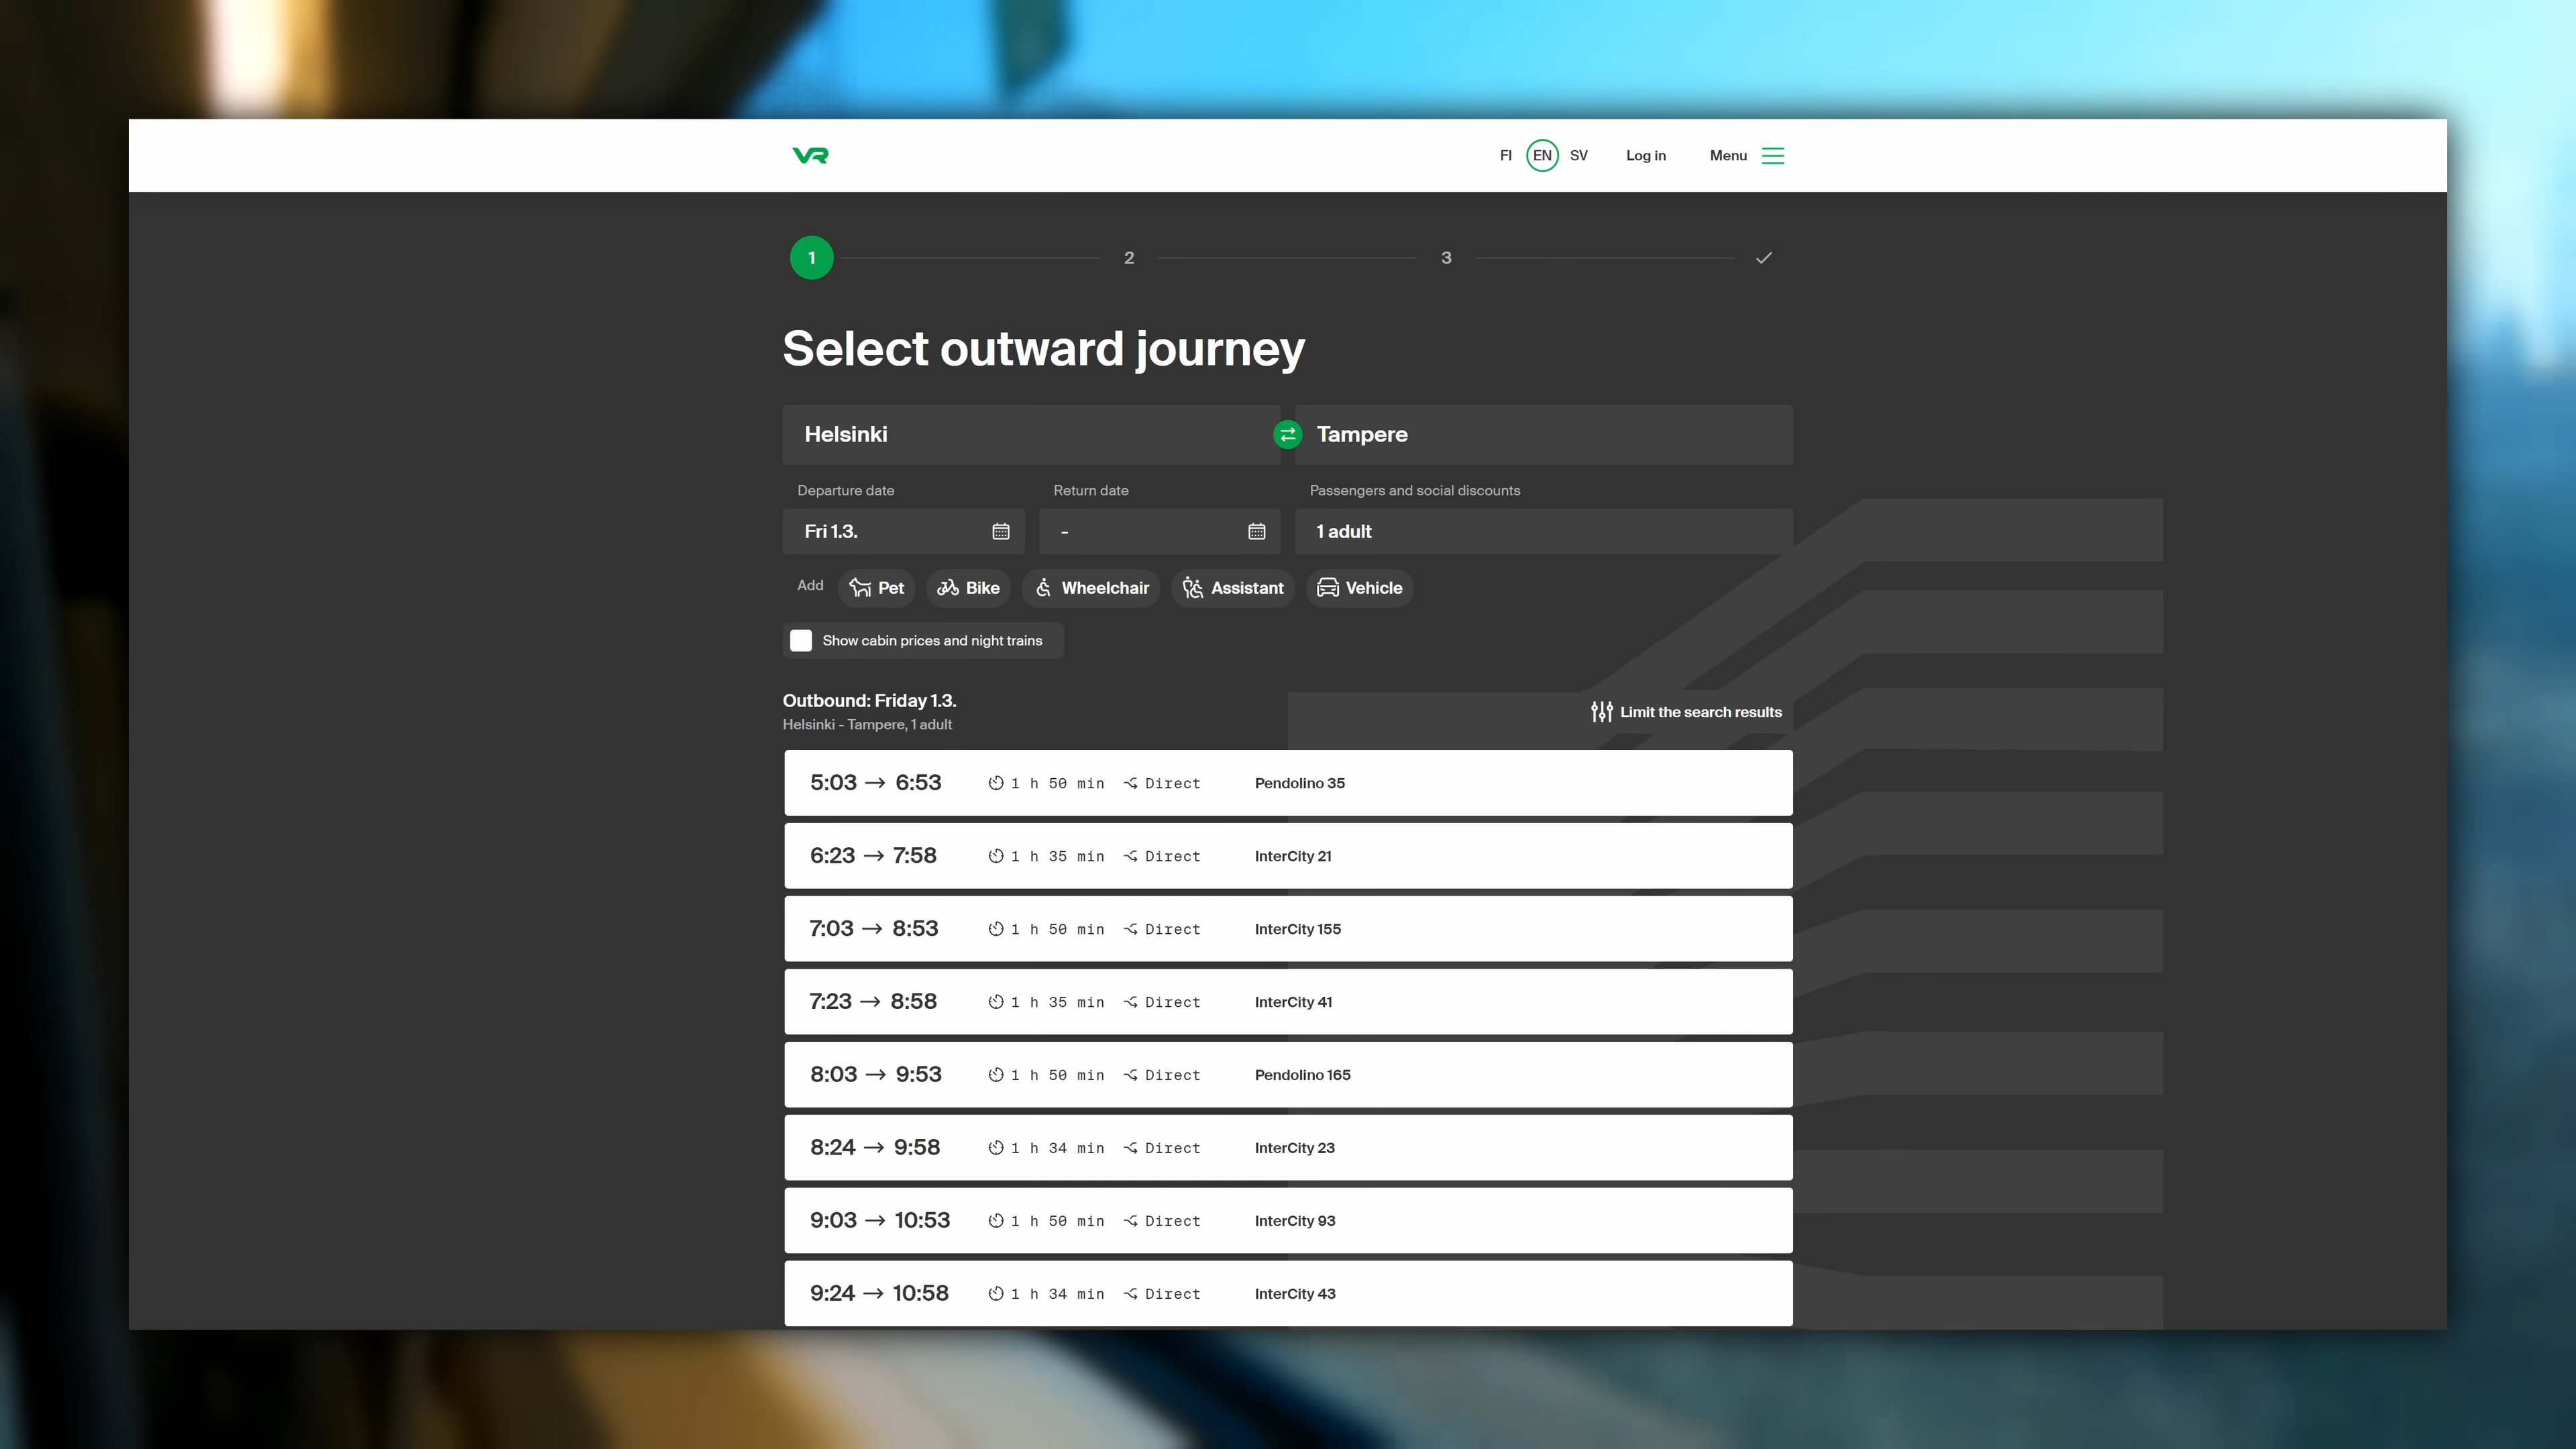 VR
FI EN SV Log in Menu
1 2 3
Select outward journey
Helsinki Tampere
Departure date Return date Passengers and social discounts
Fri 1.3. - 1 adult
Add Pet Bike Wheelchair Assistant Vehicle
Show cabin prices and night trains
Outbound: Friday 1.3.
Limit the search results
Helsinki - Tampere, 1 adult
5:03 → 6:53 1 h 50 min Direct Pendolino 35
6:23 → 7:58 1 h 35 min Direct InterCity 21
7:03 → 8:53 1 h 50 min Direct InterCity 155
7:23 → 8:58 1 h 35 min Direct InterCity 41
8:03 → 9:53 1 h 50 min Direct Pendolino 165
8:24 → 9:58 1 h 34 min Direct InterCity 23
9:03 → 10:53 1 h 50 min Direct InterCity 93
9:24 → 10:58 1 h 34 min Direct InterCity 43